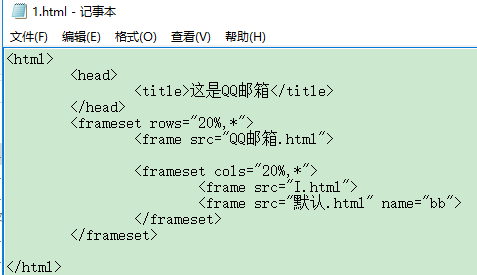 1.html - 记事本
文件(F) 编辑(E) 格式(O) 查看(V) 帮助(H)
<html>
<head>
<title>这是QQ邮箱</title>
</head>
<frameset rows="20%,*">
<frame src="QQ邮箱.html">
<frameset cols="20%,*">
<frame src="I.html">
<frame src="默认.html" name="bb">
</frameset>
</frameset>
</html>